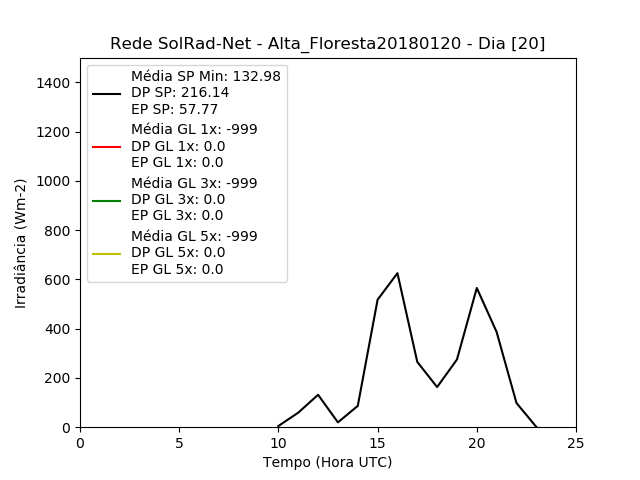 Rede SolRad-Net - Alta_Floresta20180120 - Dia [20]
Média SP Min: 132.98
DP SP: 216.14
EP SP: 57.77
Média GL 1x: -999
DP GL 1x: 0.0
EP GL 1x: 0.0
Média GL 3x: -999
DP GL 3x: 0.0
EP GL 3x: 0.0
Média GL 5x: -999
DP GL 5x: 0.0
EP GL 5x: 0.0
Irradiância (Wm-2)
1400
1200
1000
800
600
400
200
0
0 5 10 15 20 25
Tempo (Hora UTC)